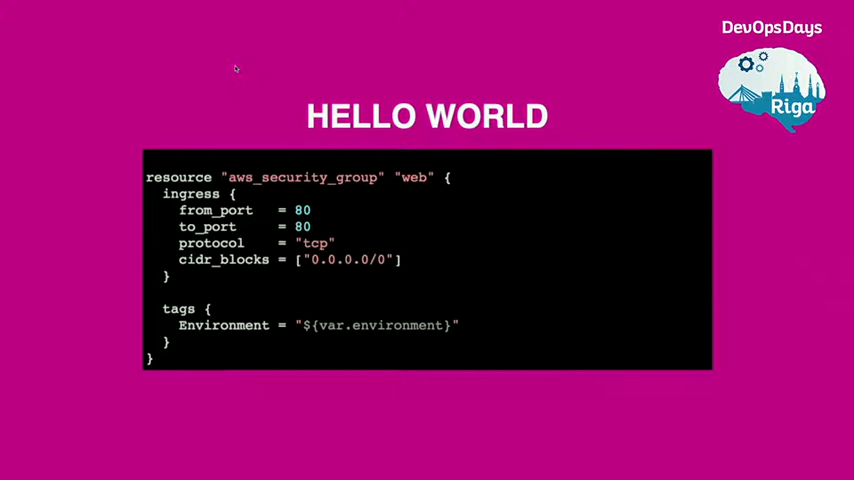 DevOpsDays
Riga
HELLO WORLD
resource "aws_security_group" "web" {
  ingress {
    from_port   = 80
    to_port     = 80
    protocol    = "tcp"
    cidr_blocks = ["0.0.0.0/0"]
  }
  tags {
    Environment = "${var.environment}"
  }
}